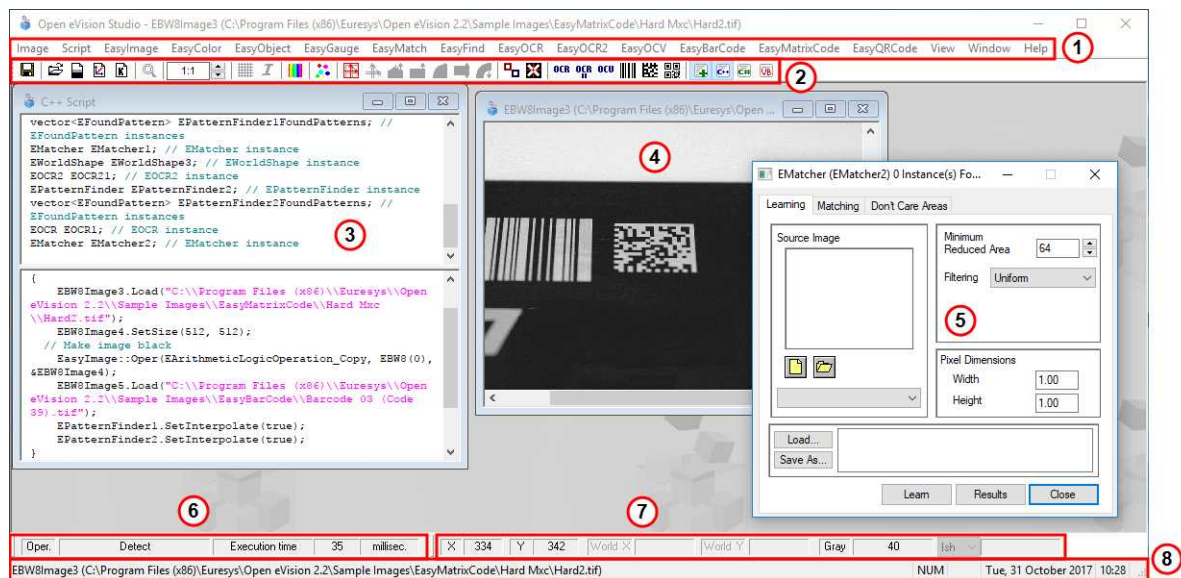 Open eVision Studio - EBW8Image3 (C:\Program Files (x86)\Euresys\Open eVision 2.2\Sample Images\EasyMatrixCode\Hard Mxc\Hard2.tif)
Image Script EasyImage EasyColor EasyObject EasyGauge EasyMatch EasyFind EasyOCR EasyOCR2 EasyOCV EasyBarCode EasyMatrixCode EasyQRCode View Window Help
1
1:1
OCR OCR II OCV C++ C# VB
2
C++ Script
vector<EFoundPattern> EPatternFinder1FoundPatterns; //
EFoundPattern instances
EMatcher EMatcher1; // EMatcher instance
EWorldShape EWorldShape3; // EWorldShape instance
EOCR2 EOCR21; // EOCR2 instance
EPatternFinder EPatternFinder2; // EPatternFinder instance
vector<EFoundPattern> EPatternFinder2FoundPatterns; //
EFoundPattern instances
EOCR EOCR1; // EOCR instance
EMatcher EMatcher2; // EMatcher instance
3
{
EBW8Image3.Load("C:\\Program Files (x86)\\Euresys\\Open
eVision 2.2\\Sample Images\\EasyMatrixCode\\Hard Mxc
\\Hard2.tif");
EBW8Image4.SetSize(512, 512);
// Make image black
EasyImage::Oper(EArithmeticLogicOperation_Copy, EBW8(0),
&EBW8Image4);
EBW8Image5.Load("C:\\Program Files (x86)\\Euresys\\Open
eVision 2.2\\Sample Images\\EasyBarCode\\Barcode 03 (Code
39).tif");
EPatternFinder1.SetInterpolate(true);
EPatternFinder2.SetInterpolate(true);
}
EBW8Image3 (C:\Program Files (x86)\Euresys\Open ...
4
EMatcher (EMatcher2) 0 Instance(s) Fo...
Learning Matching Don't Care Areas
Source Image
Minimum
Reduced Area 64
Filtering Uniform
5
Pixel Dimensions
Width 1.00
Height 1.00
Load...
Save As...
Learn Results Close
6
7
Oper. Detect Execution time 35 millisec. X 334 Y 342 World X World Y Gray 40 Ish
8
EBW8Image3 (C:\Program Files (x86)\Euresys\Open eVision 2.2\Sample Images\EasyMatrixCode\Hard Mxc\Hard2.tif) NUM Tue, 31 October 2017 10:28